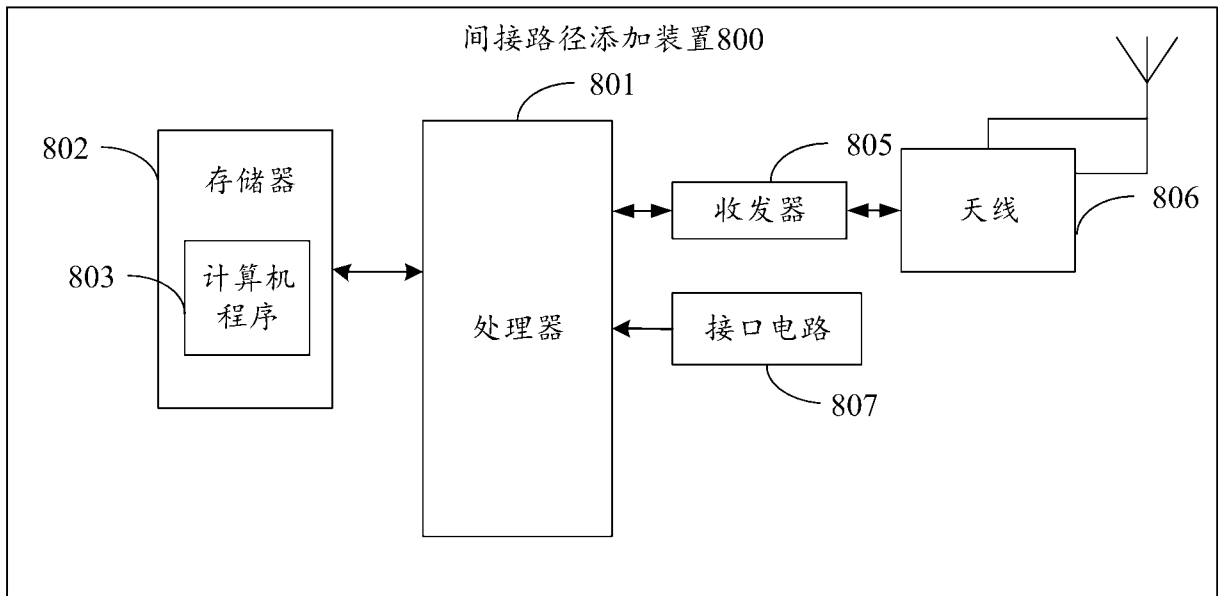 间接路径添加装置800
801
802
存储器
803
计算机
程序
处理器
805
收发器
天线
806
接口电路
807